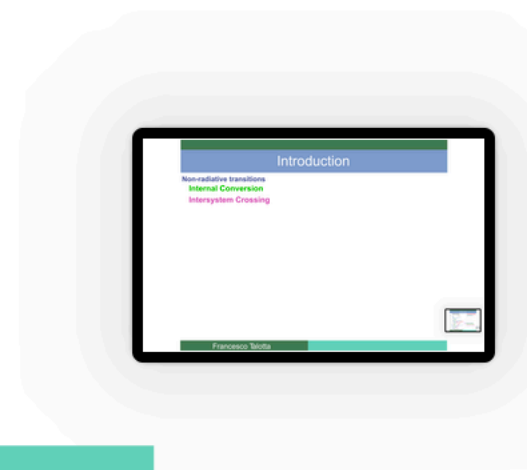 Introduction
Non-radiative transitions
Internal Conversion
Intersystem Crossing
Francesco Talotta